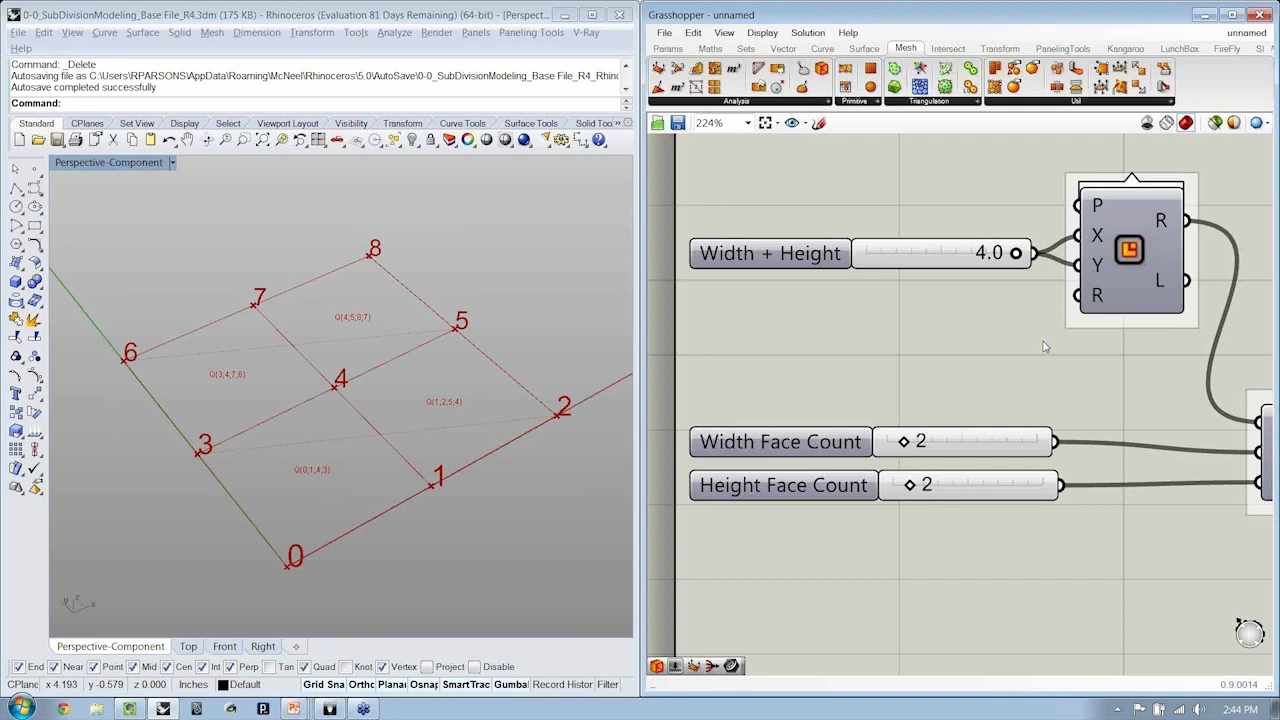 0-0_SubDivisionModeling_Base File_R4.3dm (175 KB) - Rhinoceros (Evaluation 81 Days Remaining) (64-bit) - [Perspect...
File Edit View Curve Surface Solid Mesh Dimension Transform Tools Analyze Render Panels Paneling Tools V-Ray
Help
Command: _Delete
Autosaving file as C:\Users\RPARSONS\AppData\Roaming\McNeel\Rhinoceros\5.0\AutoSave\0-0_SubDivisionModeling_Base File_R4_Rhino
Autosave completed successfully
Command:
Standard CPlanes Set View Display Select Viewport Layout Visibility Transform Curve Tools Surface Tools Solid Too »
Perspective-Component
8
7
Q(4;5;8;7)
5
6
Q(3;4;7;6)
4
Q(1;2;5;4)
2
3
Q(0;1;4;3)
1
0
y z x
Perspective-Component Top Front Right
End Near Point Mid Cen Int Perp Tan Quad Knot Vertex Project Disable
CPlane x 4.193 y -0.579 z 0.000 Inches Default Grid Sna Ortho Planar Osnap SmartTrac Gumba Record Histor Filter
Grasshopper - unnamed
File Edit View Display Solution Help unnamed
Params Maths Sets Vector Curve Surface Mesh Intersect Transform PanelingTools Kangaroo LunchBox FireFly
Analysis Primitive Triangulation Util
224%
Width + Height 4.0
P
X
Y
R
R
L
Width Face Count 2
Height Face Count 2
... 0.9.0014
2:44 PM